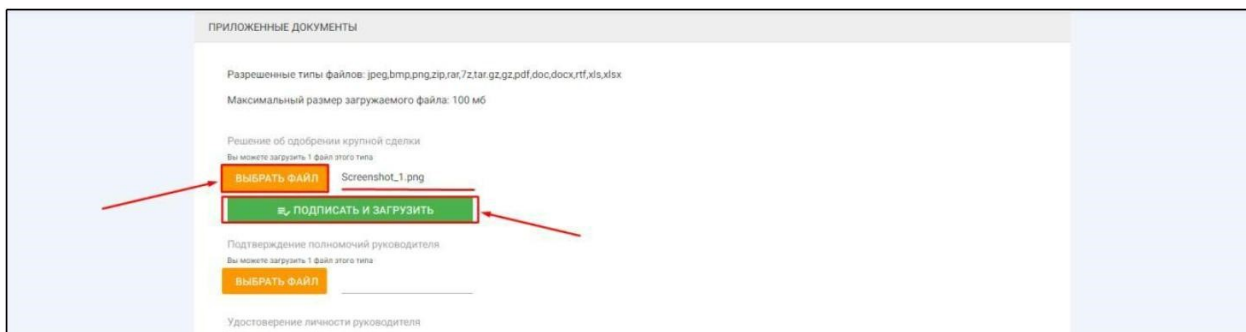 ПРИЛОЖЕННЫЕ ДОКУМЕНТЫ
Разрешенные типы файлов: jpeg,bmp,png,zip,rar,7z,tar.gz,gz,pdf,doc,docx,rtf,xls,xlsx
Максимальный размер загружаемого файла: 100 мб
Решение об одобрении крупной сделки
Вы можете загрузить 1 файл этого типа
ВЫБРАТЬ ФАЙЛ Screenshot_1.png
ПОДПИСАТЬ И ЗАГРУЗИТЬ
Подтверждение полномочий руководителя
Вы можете загрузить 1 файл этого типа
ВЫБРАТЬ ФАЙЛ
Удостоверение личности руководителя